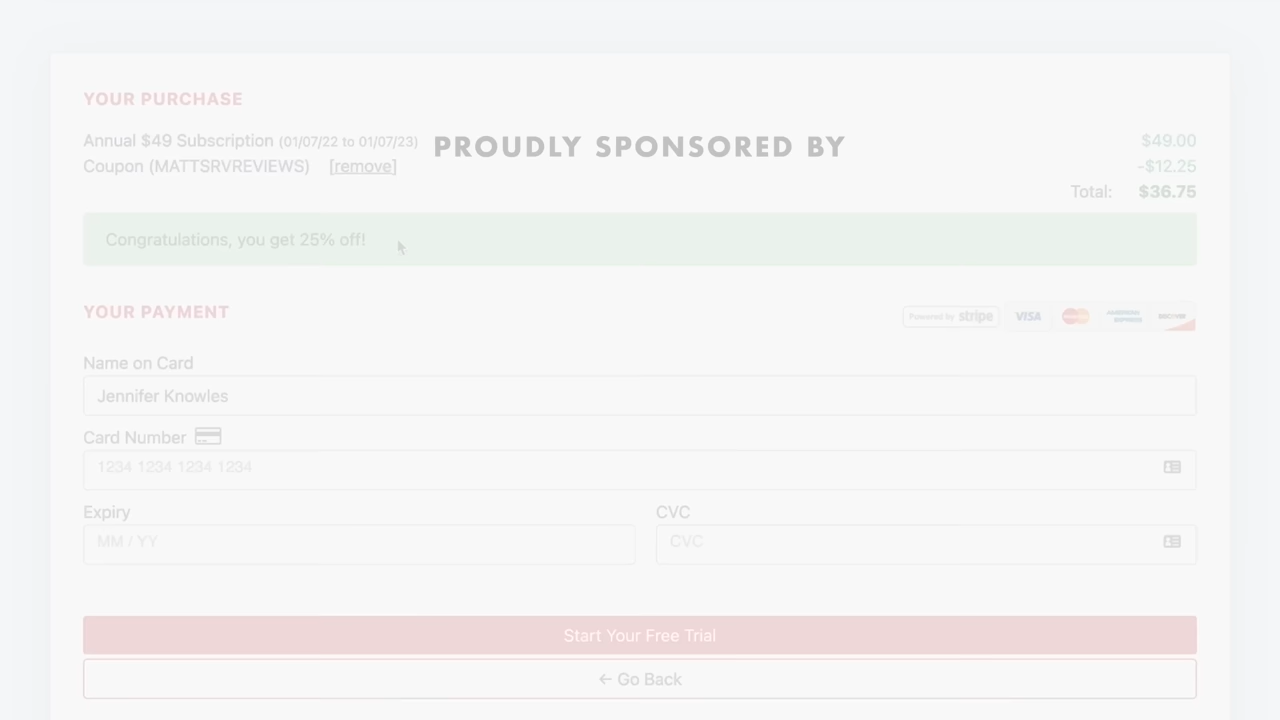 YOUR PURCHASE
Annual $49 Subscription (01/07/22 to 01/07/23) $49.00
PROUDLY SPONSORED BY
Coupon (MATTSRVREVIEWS) [remove] -$12.25
Total: $36.75
Congratulations, you get 25% off!
YOUR PAYMENT
Powered by stripe VISA AMERICAN EXPRESS DISCOVER
Name on Card
Jennifer Knowles
Card Number
1234 1234 1234 1234
Expiry CVC
MM / YY CVC
Start Your Free Trial
← Go Back